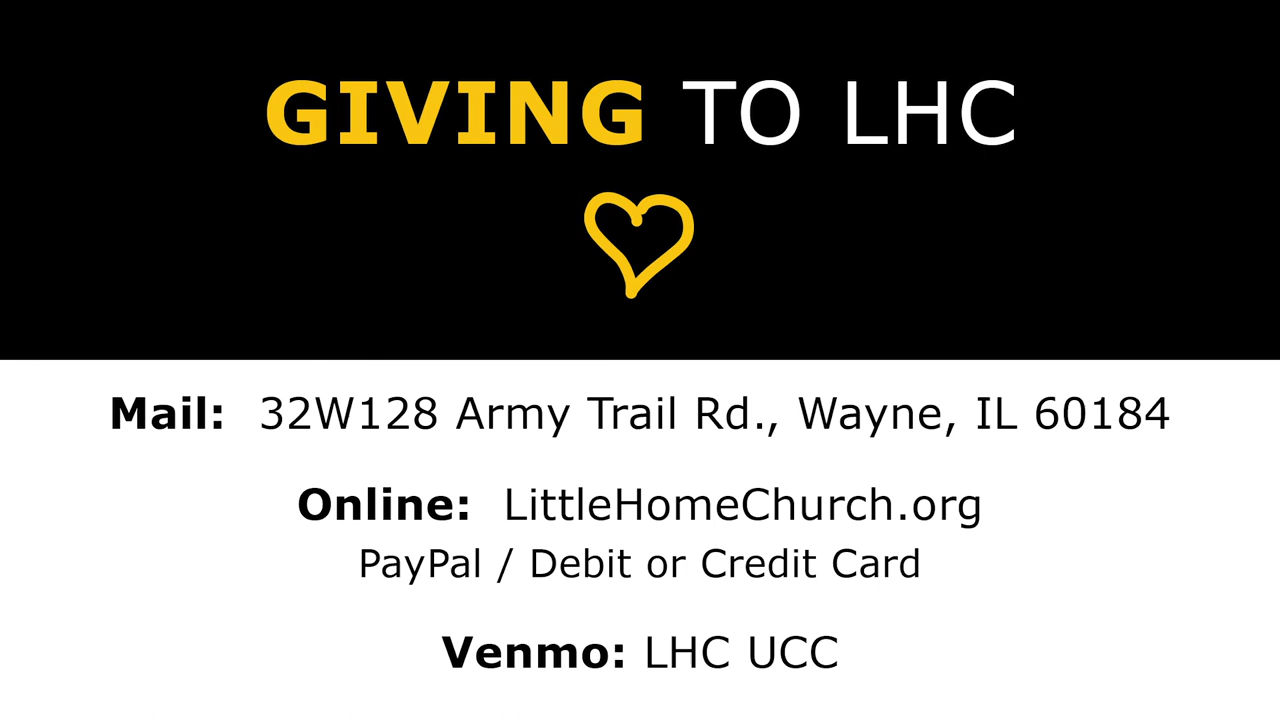 GIVING TO LHC
Mail: 32W128 Army Trail Rd., Wayne, IL 60184
Online: LittleHomeChurch.org
PayPal / Debit or Credit Card
Venmo: LHC UCC